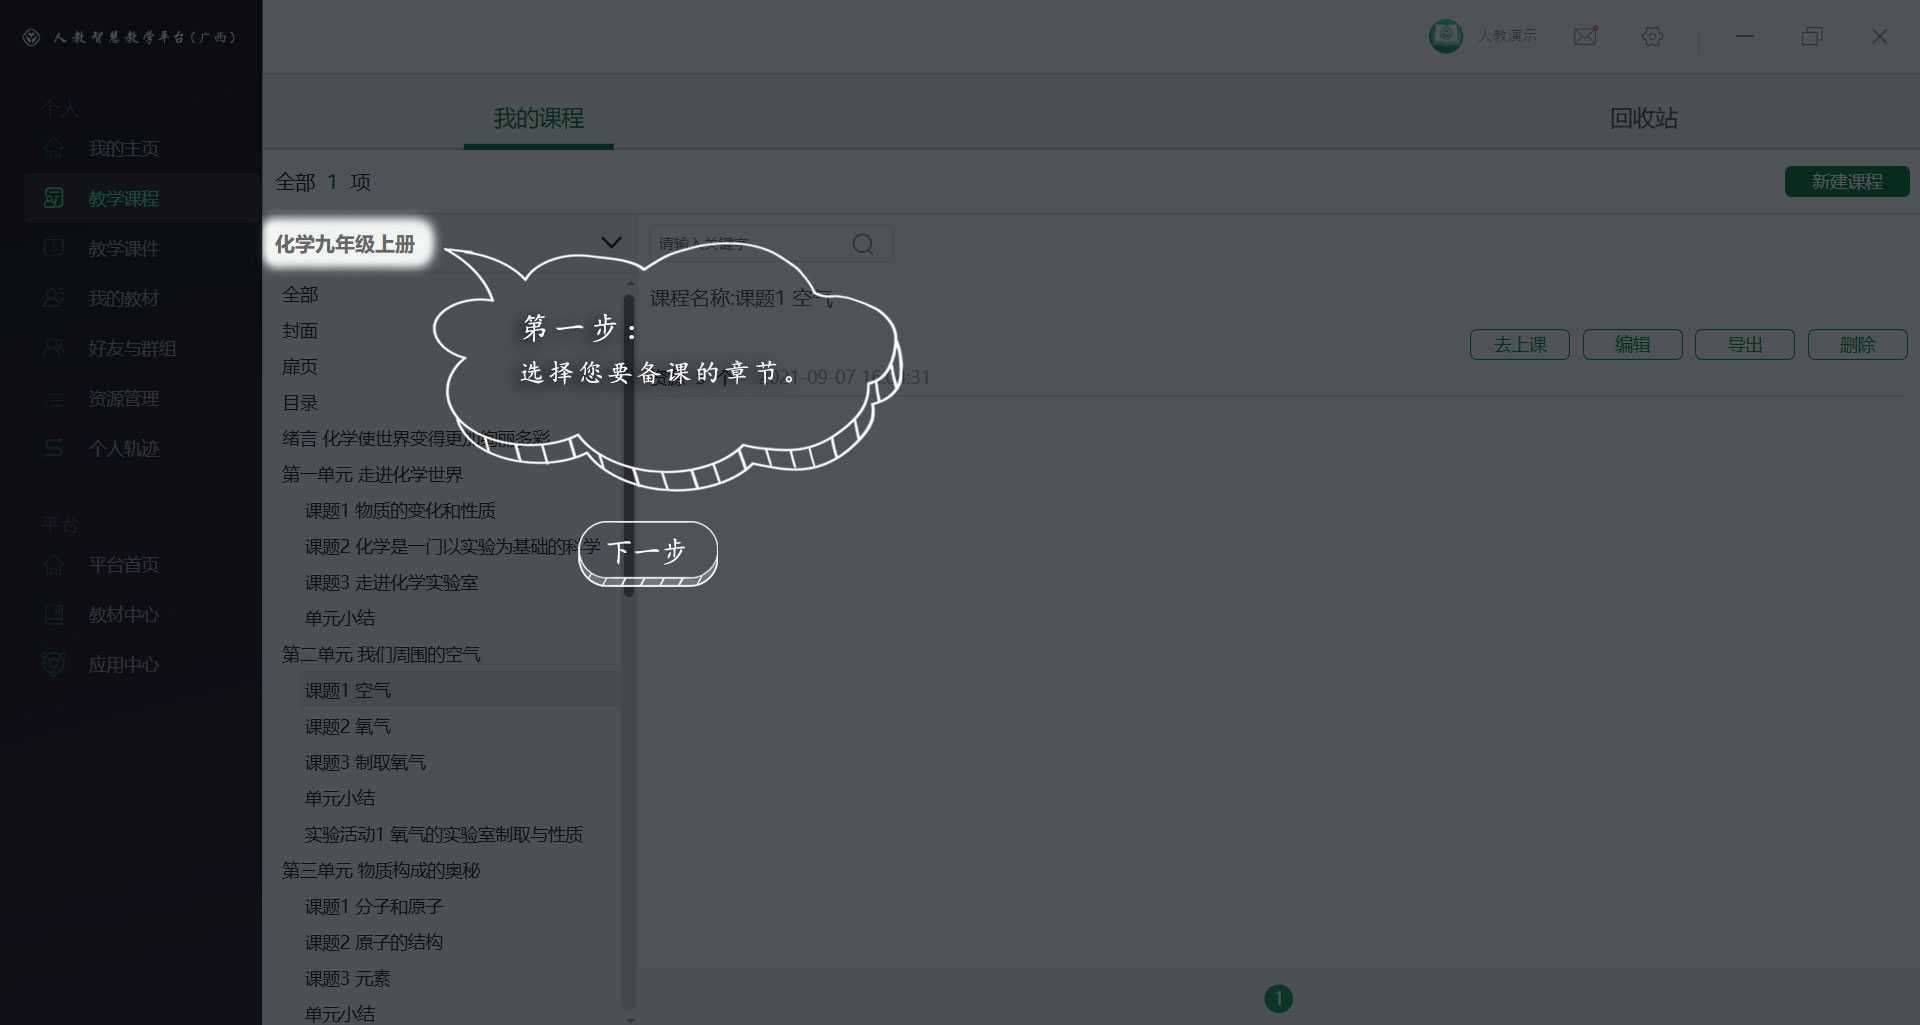 人教智慧教学平台(广西)
人教演示
个人
我的主页
教学课程
教学课件
我的教材
好友与群组
资源管理
个人轨迹
平台
平台首页
教材中心
应用中心
我的课程
回收站
全部 1 项
新建课程
化学九年级上册
请输入关键字
全部
封面
扉页
目录
绪言 化学使世界变得更加绚丽多彩
第一单元 走进化学世界
课题1 物质的变化和性质
课题2 化学是一门以实验为基础的科学
课题3 走进化学实验室
单元小结
第二单元 我们周围的空气
课题1 空气
课题2 氧气
课题3 制取氧气
单元小结
实验活动1 氧气的实验室制取与性质
第三单元 物质构成的奥秘
课题1 分子和原子
课题2 原子的结构
课题3 元素
单元小结
课程名称:课题1 空气
去上课
编辑
导出
删除
第一步：
选择您要备课的章节。
下一步
1